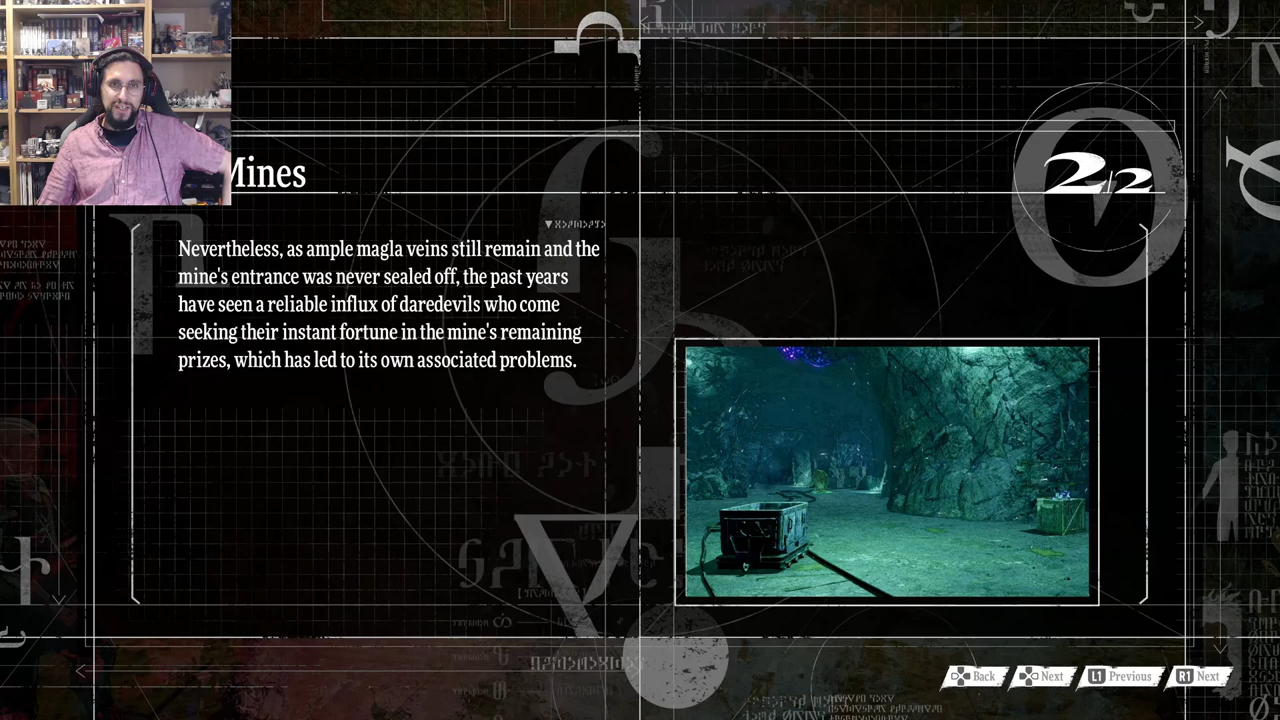 Mines
2/2
Nevertheless, as ample magla veins still remain and the
mine's entrance was never sealed off, the past years
have seen a reliable influx of daredevils who come
seeking their instant fortune in the mine's remaining
prizes, which has led to its own associated problems.
Back Next L1 Previous R1 Next